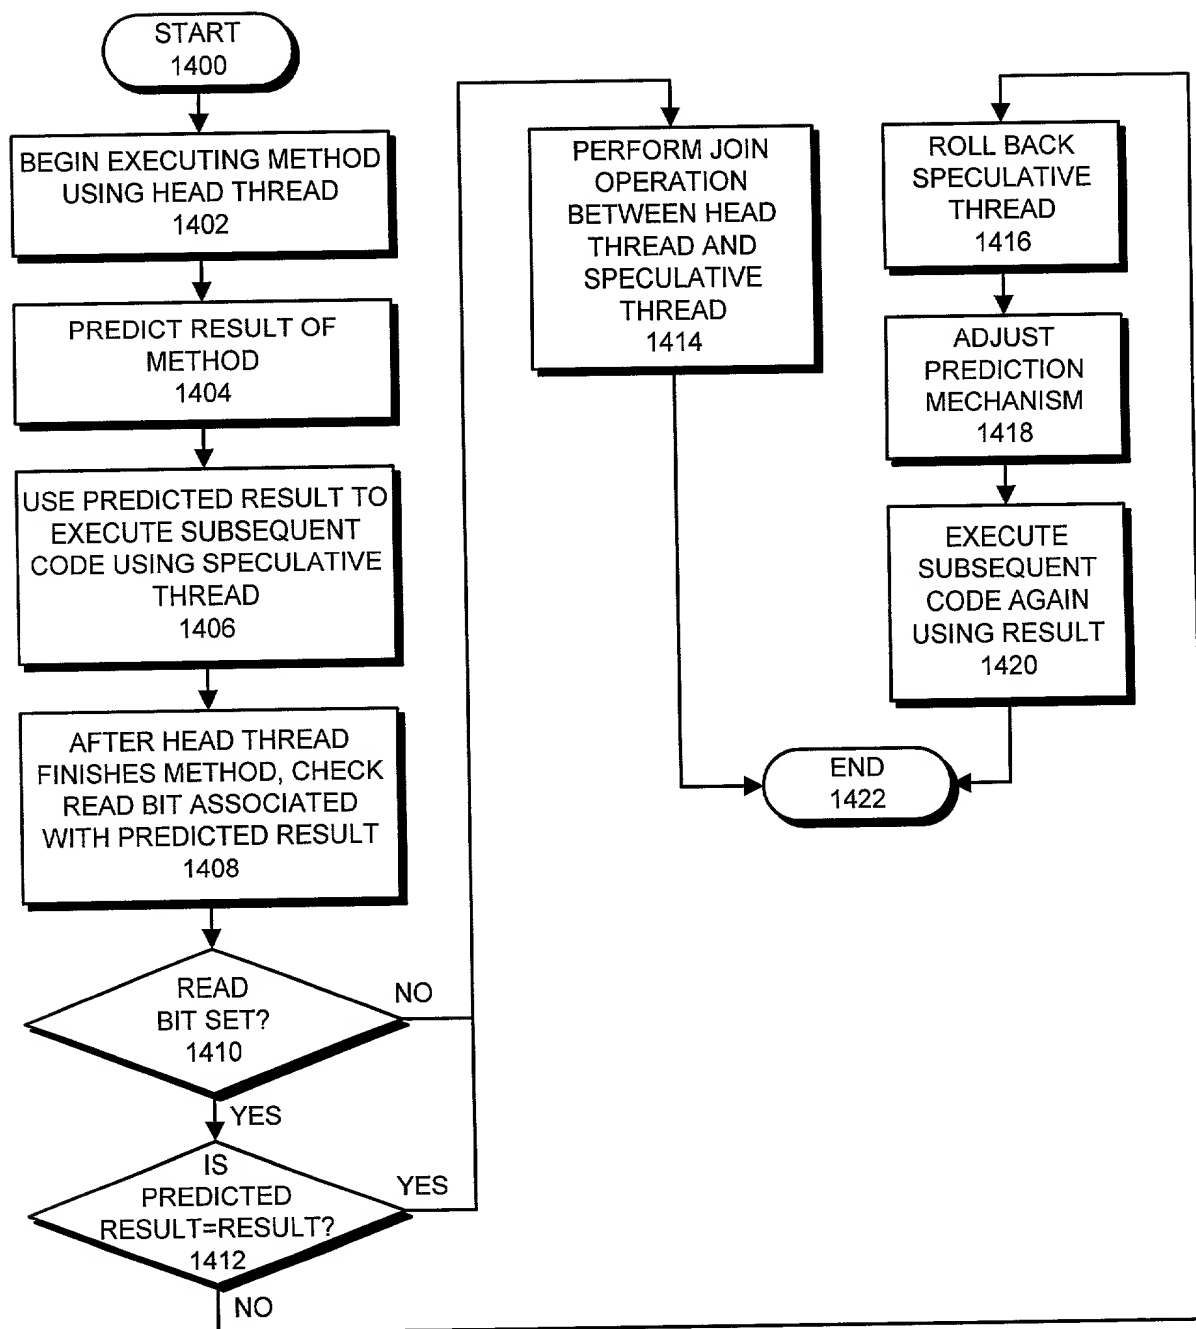 START
1400
BEGIN EXECUTING METHOD
USING HEAD THREAD
1402
PREDICT RESULT OF
METHOD
1404
USE PREDICTED RESULT TO
EXECUTE SUBSEQUENT
CODE USING SPECULATIVE
THREAD
1406
AFTER HEAD THREAD
FINISHES METHOD, CHECK
READ BIT ASSOCIATED
WITH PREDICTED RESULT
1408
READ
BIT SET?
1410
NO
YES
IS
PREDICTED
RESULT=RESULT?
1412
YES
NO
PERFORM JOIN
OPERATION
BETWEEN HEAD
THREAD AND
SPECULATIVE
THREAD
1414
ROLL BACK
SPECULATIVE
THREAD
1416
ADJUST
PREDICTION
MECHANISM
1418
EXECUTE
SUBSEQUENT
CODE AGAIN
USING RESULT
1420
END
1422